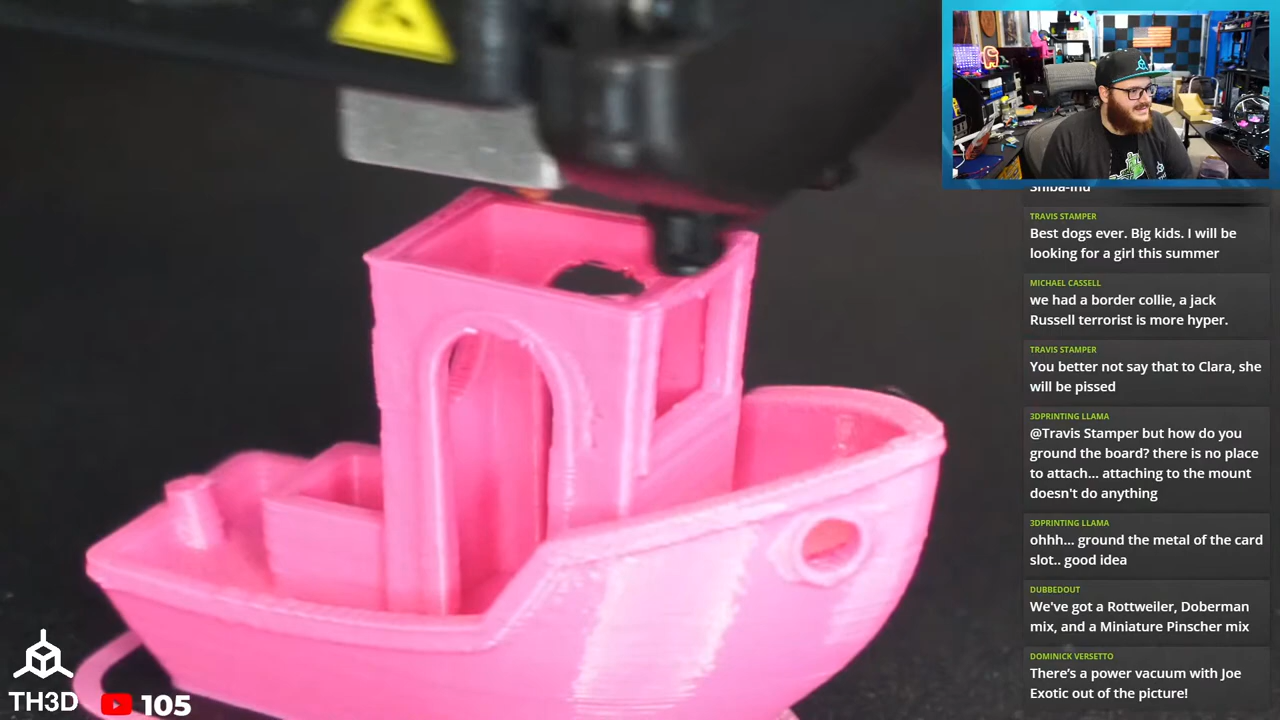 Shiba-Inu
TRAVIS STAMPER
Best dogs ever. Big kids. I will be
looking for a girl this summer
MICHAEL CASSELL
we had a border collie, a jack
Russell terrorist is more hyper.
TRAVIS STAMPER
You better not say that to Clara, she
will be pissed
3DPRINTING LLAMA
@Travis Stamper but how do you
ground the board? there is no place
to attach... attaching to the mount
doesn't do anything
3DPRINTING LLAMA
ohhh... ground the metal of the card
slot.. good idea
DUBBEDOUT
We've got a Rottweiler, Doberman
mix, and a Miniature Pinscher mix
DOMINICK VERSETTO
There's a power vacuum with Joe
Exotic out of the picture!
TH3D
105